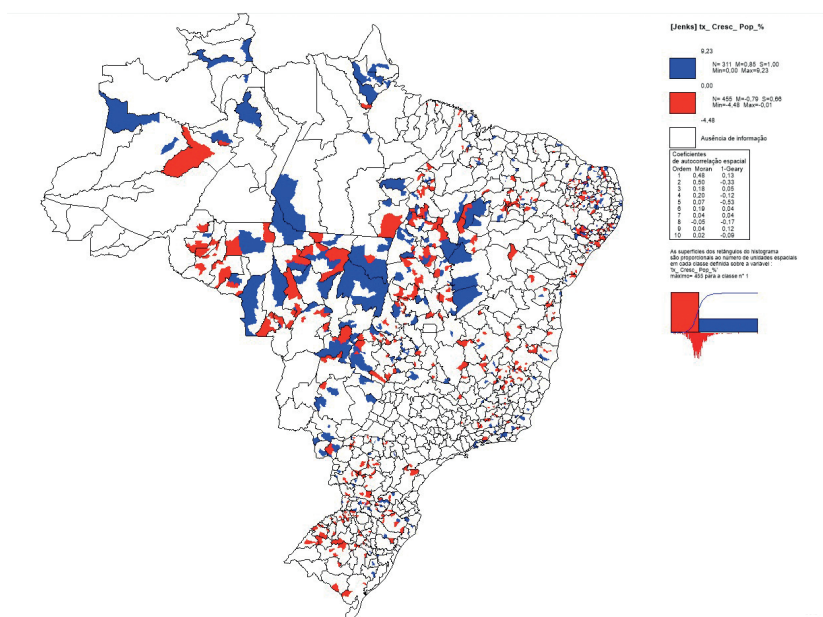 [Jenks] tx_ Cresc_ Pop_%
9,23
N= 311 M=0,85 S=1,00
Min=0,00 Max=9,23
0,00
N= 455 M=-0,79 S=0,66
Min=-4,48 Max=-0,01
-4,48
Ausência de informação
Coeficientes
de autocorrelação espacial
Ordem Moran 1-Geary
1 0,48 0,13
2 0,50 -0,33
3 0,18 0,05
4 0,20 -0,12
5 0,07 -0,53
6 0,19 0,04
7 0,04 0,04
8 -0,05 -0,17
9 0,04 0,12
10 0,02 -0,09
As superfícies dos retângulos do histograma
são proporcionais ao número de unidades espaciais
em cada classe definida sobre a variável :
'tx_ Cresc_ Pop_%'
máximo= 455 para a classe n° 1